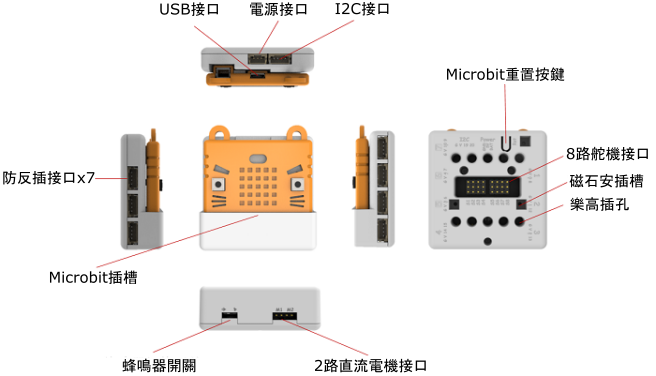 USB接口
電源接口
I2C接口
Microbit重置按鍵
8路舵機接口
防反插接口x7
磁石安插槽
樂高插孔
Microbit插槽
蜂鳴器開關
2路直流電機接口
I2C
Power